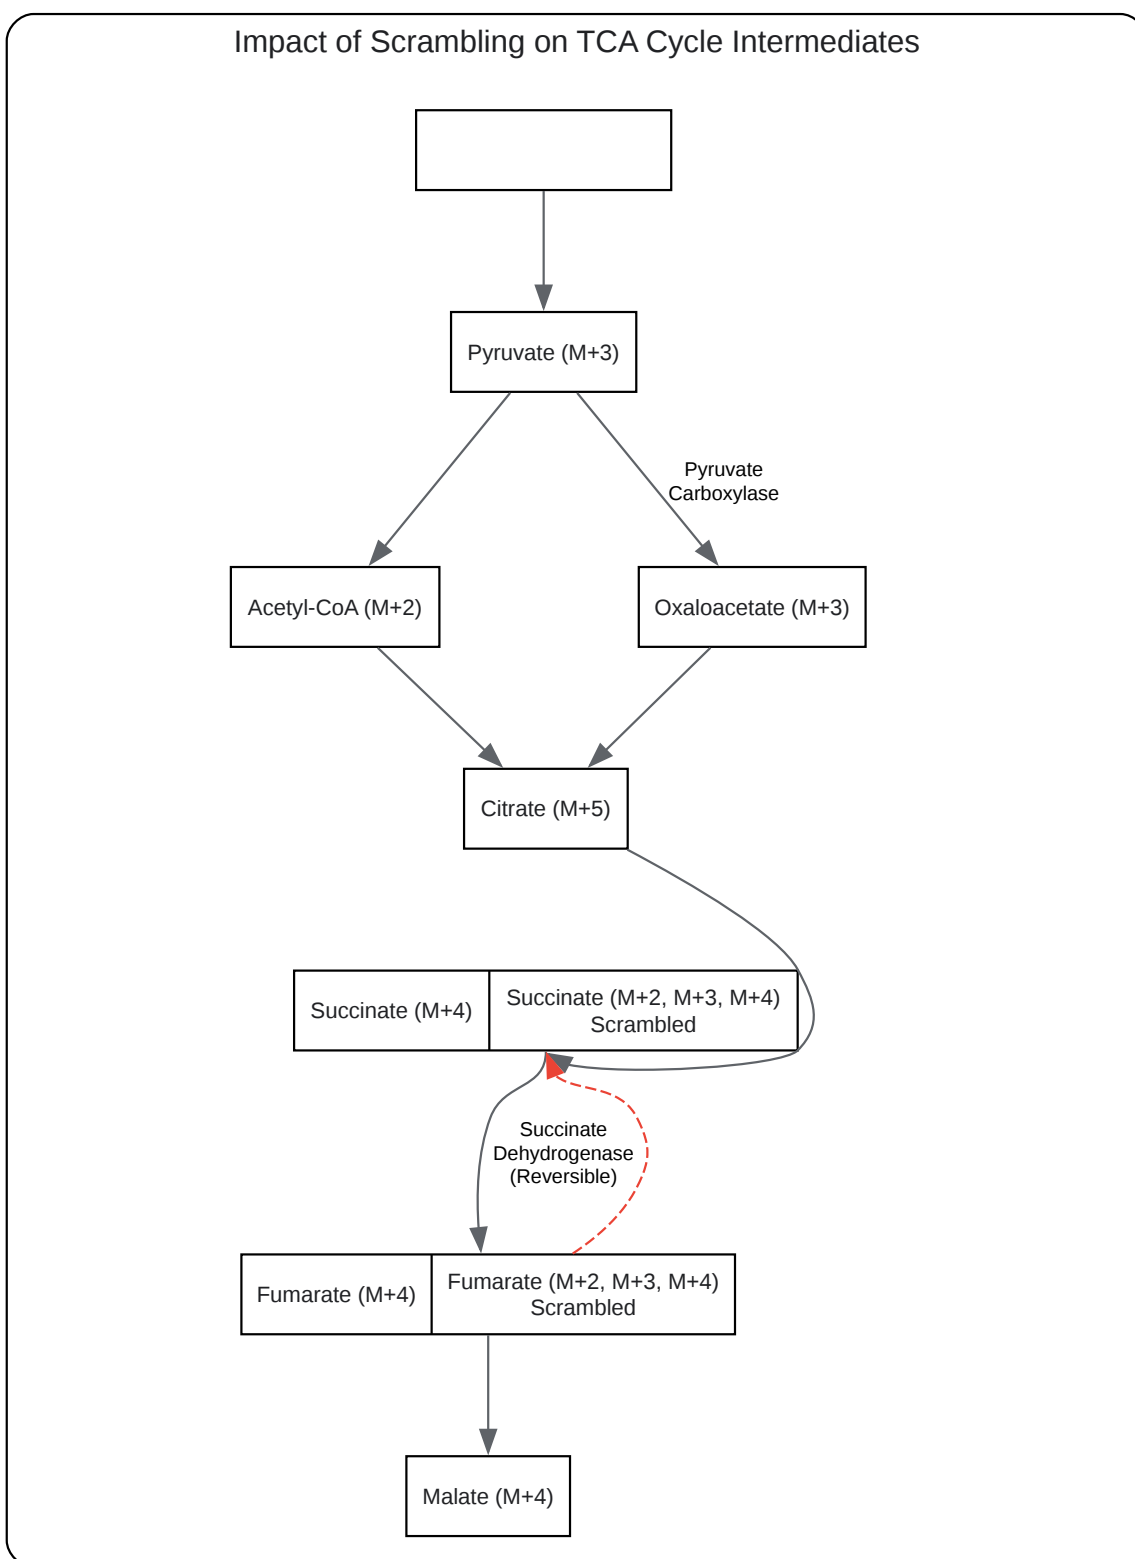 Impact of Scrambling on TCA Cycle Intermediates
Pyruvate (M+3)
Pyruvate
Carboxylase
Acetyl-CoA (M+2)
Oxaloacetate (M+3)
Citrate (M+5)
Succinate (M+4)
Succinate (M+2, M+3, M+4)
Scrambled
Succinate
Dehydrogenase
(Reversible)
Fumarate (M+4)
Fumarate (M+2, M+3, M+4)
Scrambled
Malate (M+4)